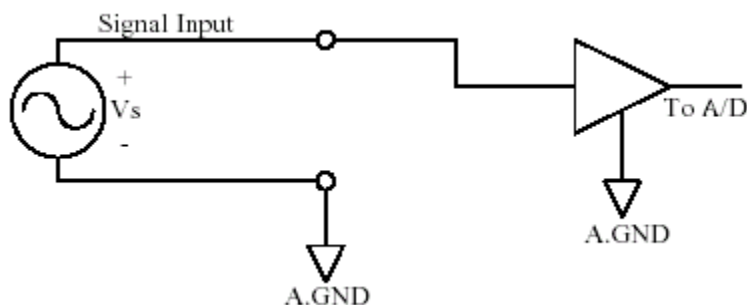 Signal Input
+
Vs
-
To A/D
A.GND
A.GND